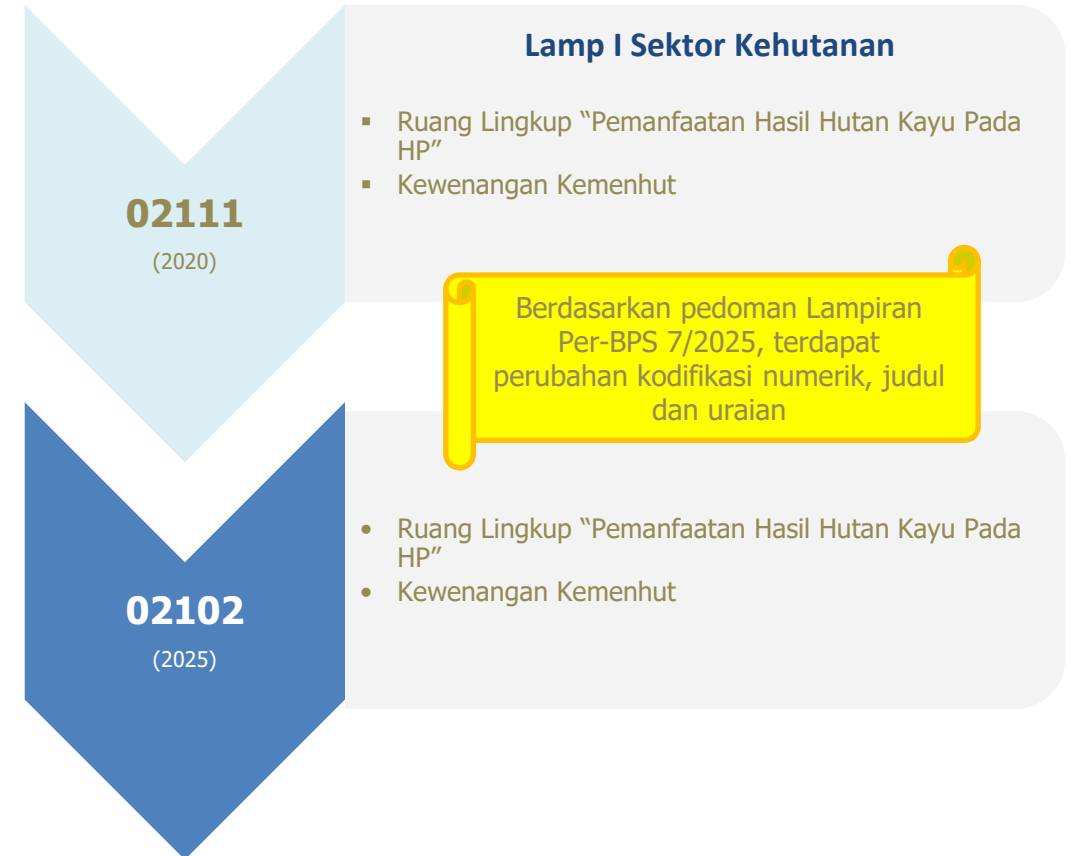 Lamp I Sektor Kehutanan
▪ Ruang Lingkup “Pemanfaatan Hasil Hutan Kayu Pada
HP”
▪ Kewenangan Kemenhut
02111
(2020)
Berdasarkan pedoman Lampiran
Per-BPS 7/2025, terdapat
perubahan kodifikasi numerik, judul
dan uraian
• Ruang Lingkup “Pemanfaatan Hasil Hutan Kayu Pada
HP”
• Kewenangan Kemenhut
02102
(2025)